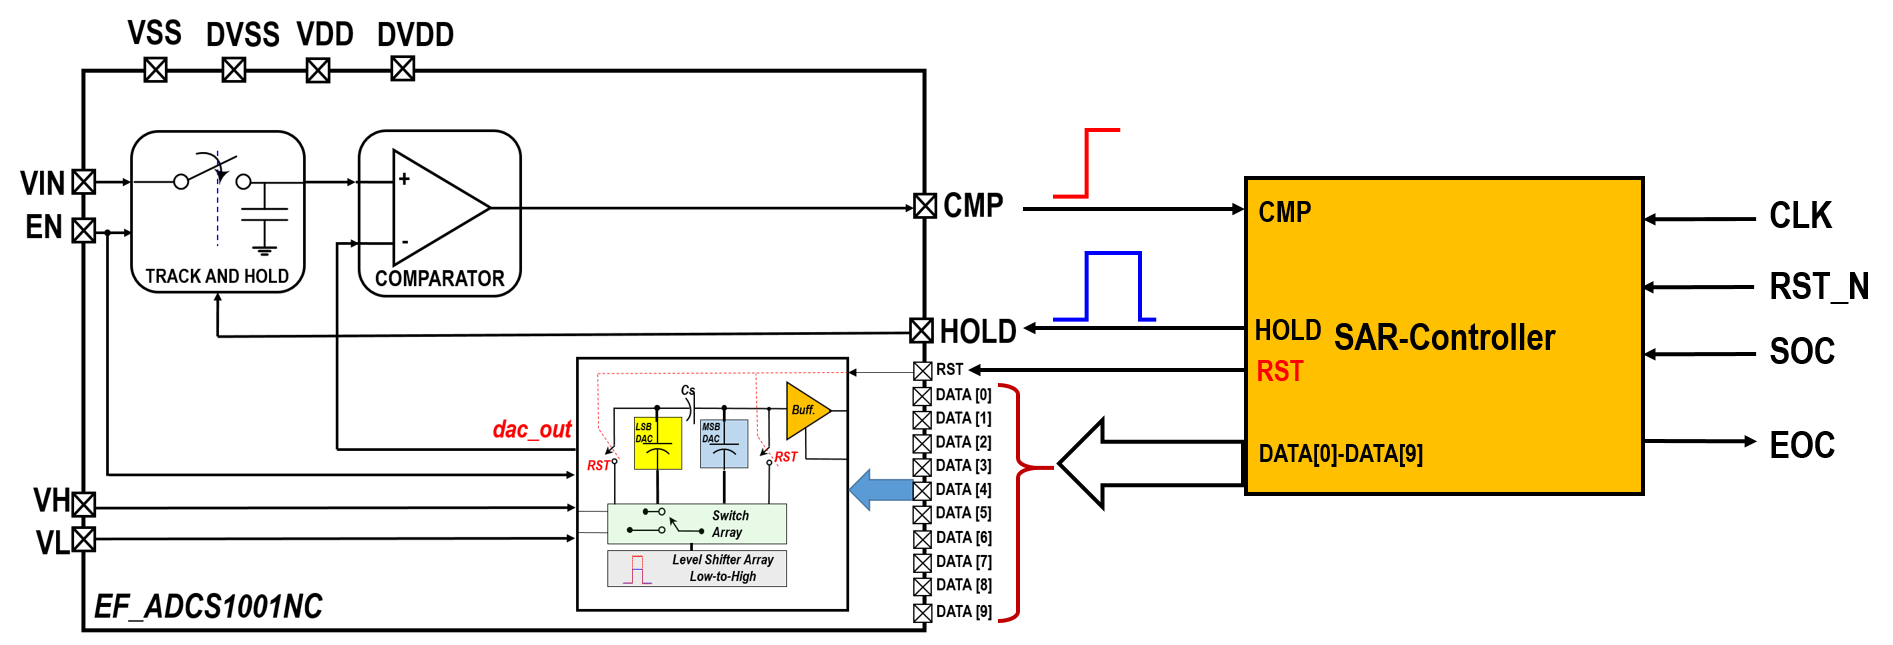 VSS
DVSS
VDD
DVDD
VIN
EN
TRACK AND HOLD
+
-
COMPARATOR
CMP
HOLD
RST
DATA [0]
DATA [1]
DATA [2]
DATA [3]
DATA [4]
DATA [5]
DATA [6]
DATA [7]
DATA [8]
DATA [9]
dac_out
Cs
LSB
DAC
MSB
DAC
Buff.
RST
RST
Switch
Array
Level Shifter Array
Low-to-High
VH
VL
EF_ADCS1001NC
CMP
HOLD
SAR-Controller
RST
DATA[0]-DATA[9]
CLK
RST_N
SOC
EOC